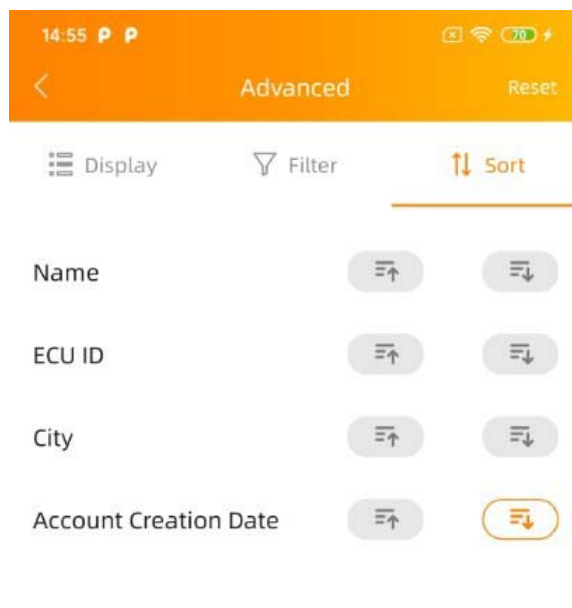 14:55 P P 70
Advanced Reset
Display Filter Sort
Name
ECU ID
City
Account Creation Date